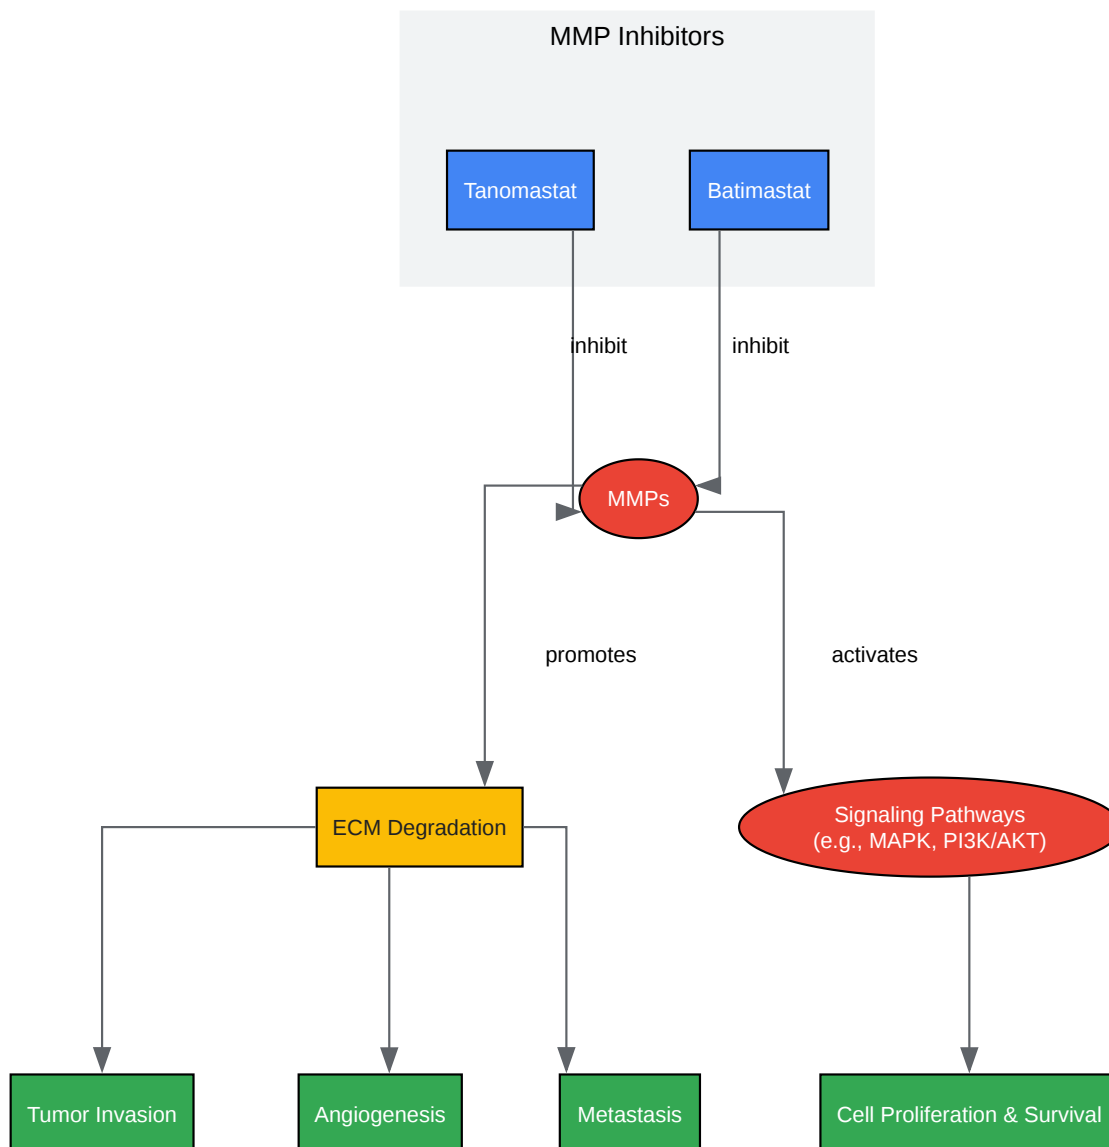 MMP Inhibitors
Tanomastat
Batimastat
inhibit
inhibit
MMPs
promotes
activates
ECM Degradation
Signaling Pathways
(e.g., MAPK, PI3K/AKT)
Tumor Invasion
Angiogenesis
Metastasis
Cell Proliferation & Survival